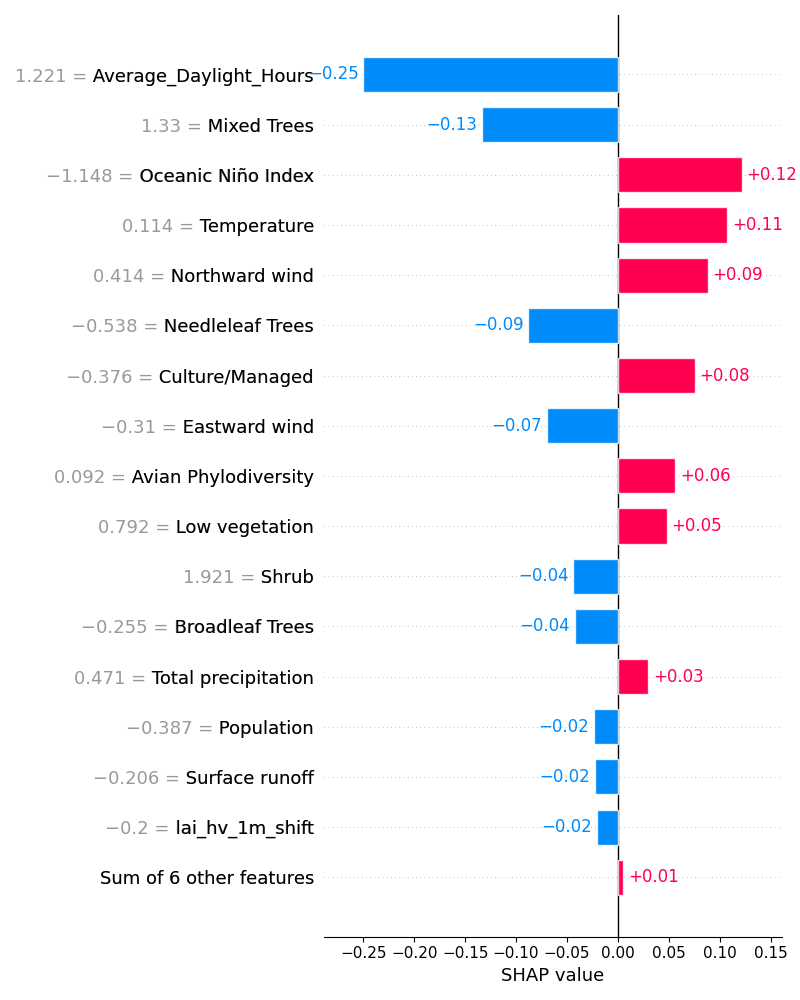 1.221 = Average_Daylight_Hours −0.25
1.33 = Mixed Trees −0.13
−1.148 = Oceanic Niño Index +0.12
0.114 = Temperature +0.11
0.414 = Northward wind +0.09
−0.538 = Needleleaf Trees −0.09
−0.376 = Culture/Managed +0.08
−0.31 = Eastward wind −0.07
0.092 = Avian Phylodiversity +0.06
0.792 = Low vegetation +0.05
1.921 = Shrub −0.04
−0.255 = Broadleaf Trees −0.04
0.471 = Total precipitation +0.03
−0.387 = Population −0.02
−0.206 = Surface runoff −0.02
−0.2 = lai_hv_1m_shift −0.02
Sum of 6 other features +0.01
−0.25 −0.20 −0.15 −0.10 −0.05 0.00 0.05 0.10 0.15
SHAP value